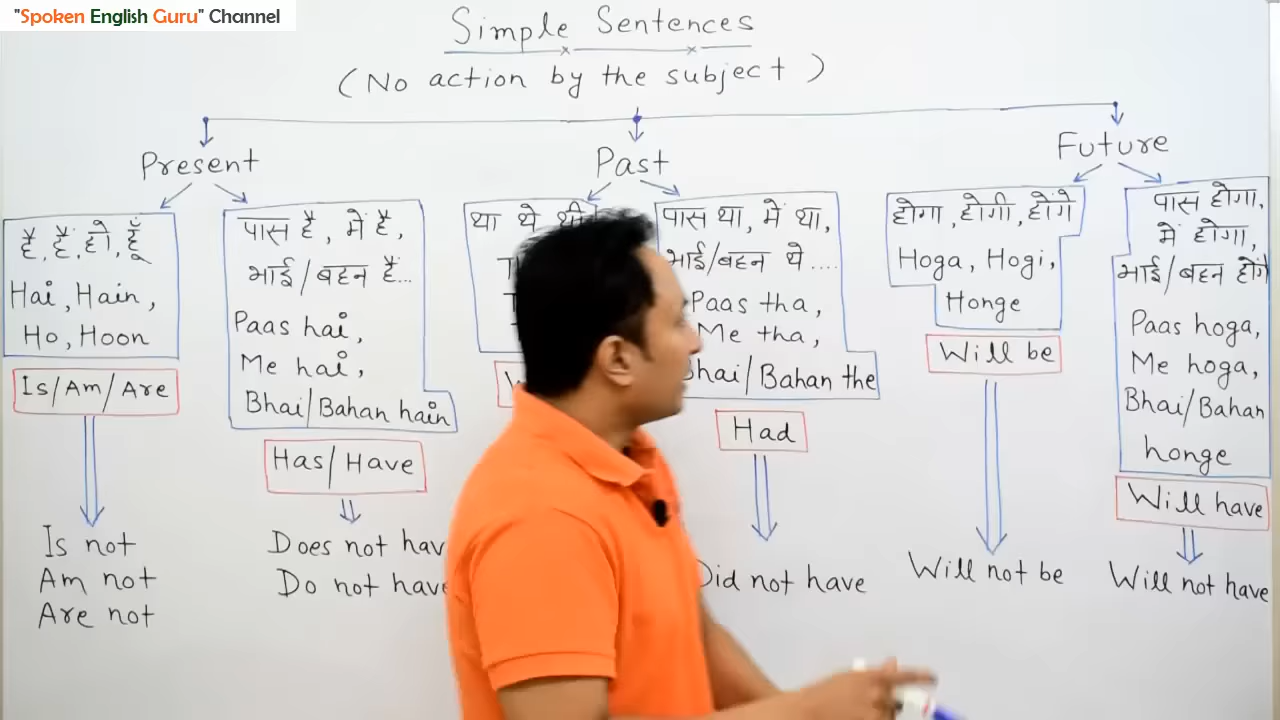 "Spoken English Guru" Channel
Simple Sentences
(No action by the subject)
Present
Past
Future
है, हैं, हो, हूँ
Hai, Hain,
Ho, Hoon
Is/Am/Are
Is not
Am not
Are not
पास है, में है,
भाई/बहन हैं...
Paas hai,
Me hai,
Bhai/Bahan hain
Has/Have
Does not hav
Do not have
था थे थी
पास था, में था,
भाई/बहन थे....
Paas tha,
Me tha,
Bhai/Bahan the
Had
Did not have
होगा, होगी, होंगे
Hoga, Hogi,
Honge
Will be
Will not be
पास होगा,
में होगा,
भाई/बहन होंगे
Paas hoga,
Me hoga,
Bhai/Bahan
honge
Will have
Will not have